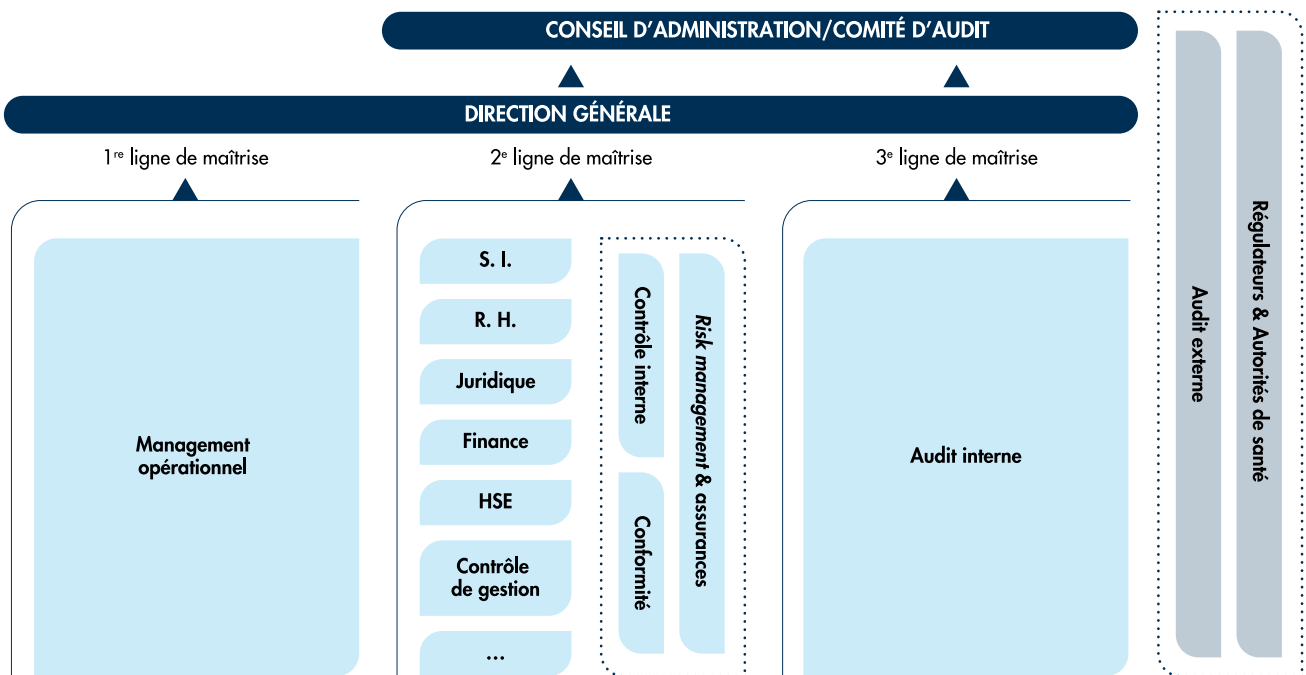 CONSEIL D’ADMINISTRATION/COMITÉ D’AUDIT
DIRECTION GÉNÉRALE
1re ligne de maîtrise
2e ligne de maîtrise
3e ligne de maîtrise
Management
opérationnel
S. I.
R. H.
Juridique
Finance
HSE
Contrôle
de gestion
...
Contrôle interne
Conformité
Risk management & assurances
Audit interne
Audit externe
Régulateurs & Autorités de santé